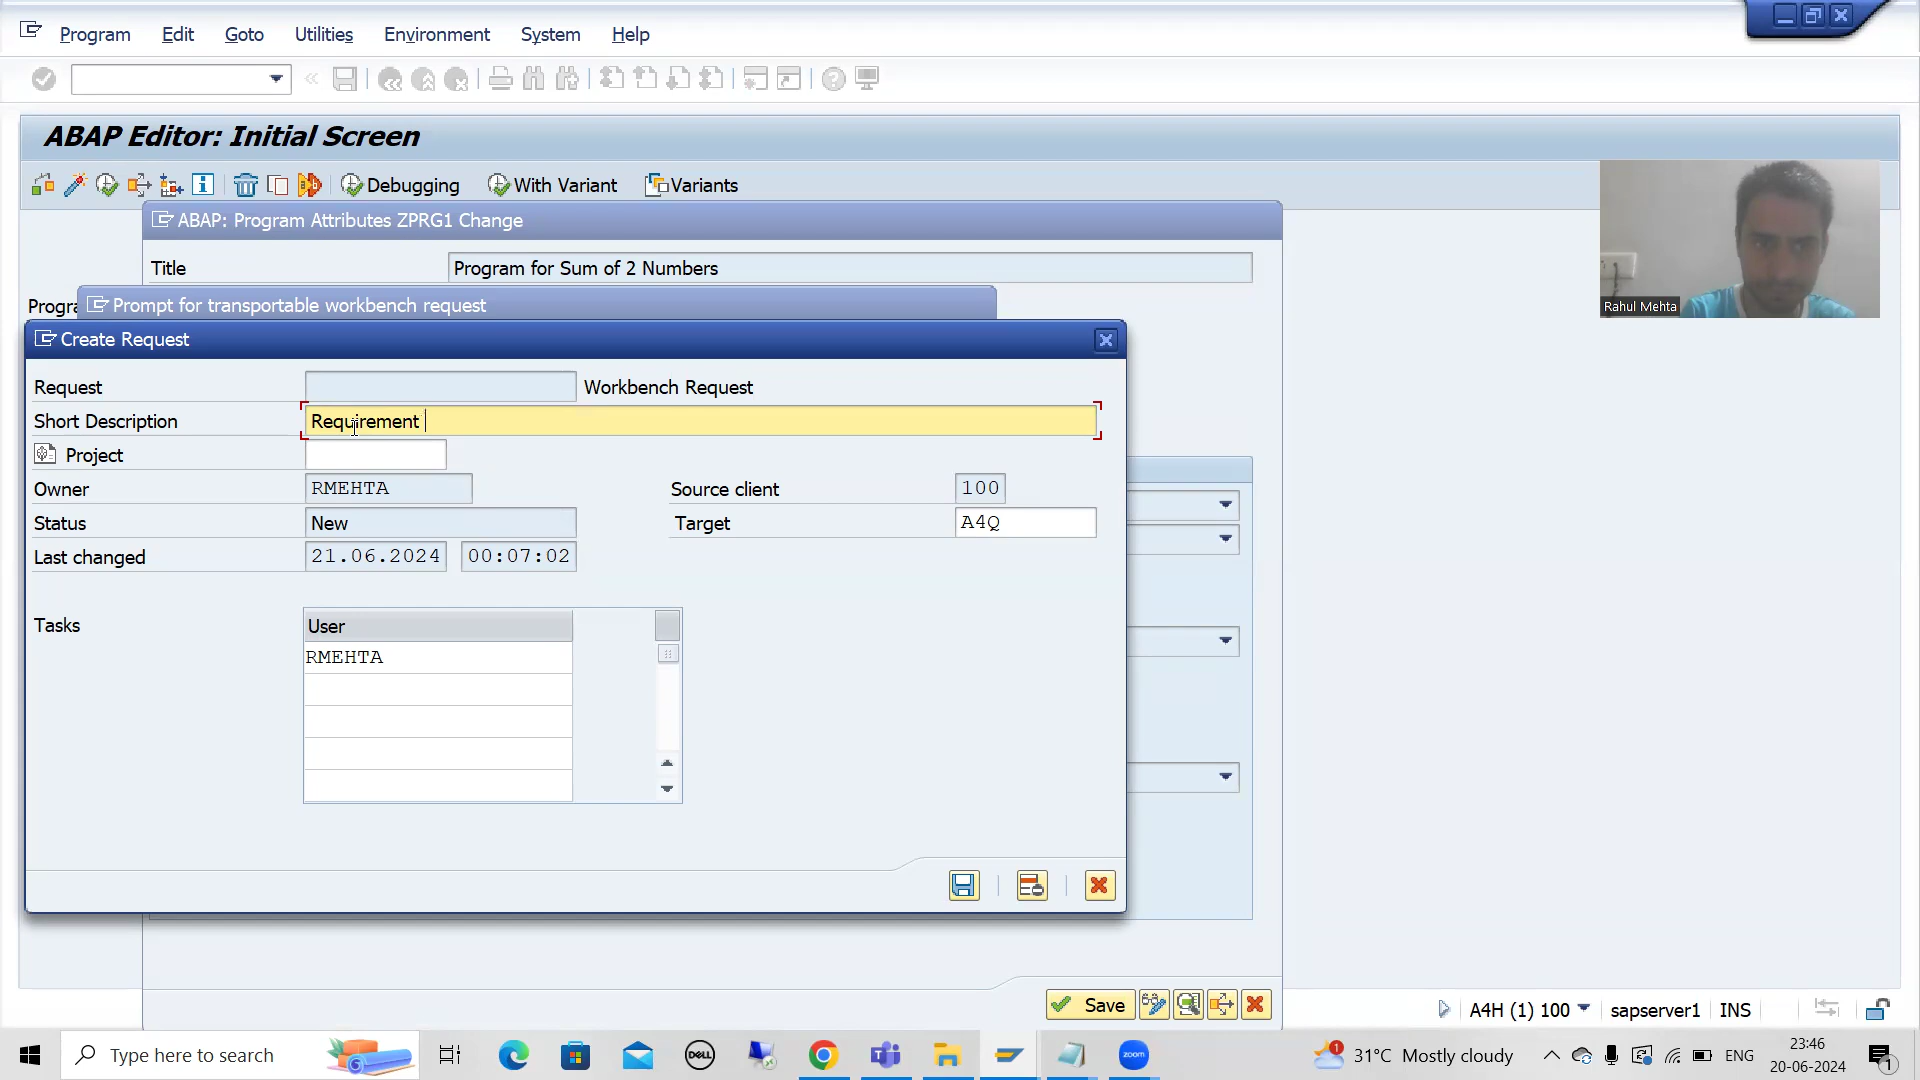 Program Edit Goto Utilities Environment System Help
ABAP Editor: Initial Screen
Debugging With Variant Variants
ABAP: Program Attributes ZPRG1 Change
Title Program for Sum of 2 Numbers
Progra
Prompt for transportable workbench request
Create Request
Request Workbench Request
Short Description Requirement
Project
Owner RMEHTA Source client 100
Status New Target A4Q
Last changed 21.06.2024 00:07:02
Tasks User
RMEHTA
Rahul Mehta
Save
A4H (1) 100 sapserver1 INS
Type here to search
DELL
zoom
1
31°C Mostly cloudy
ENG
23:46
20-06-2024
1